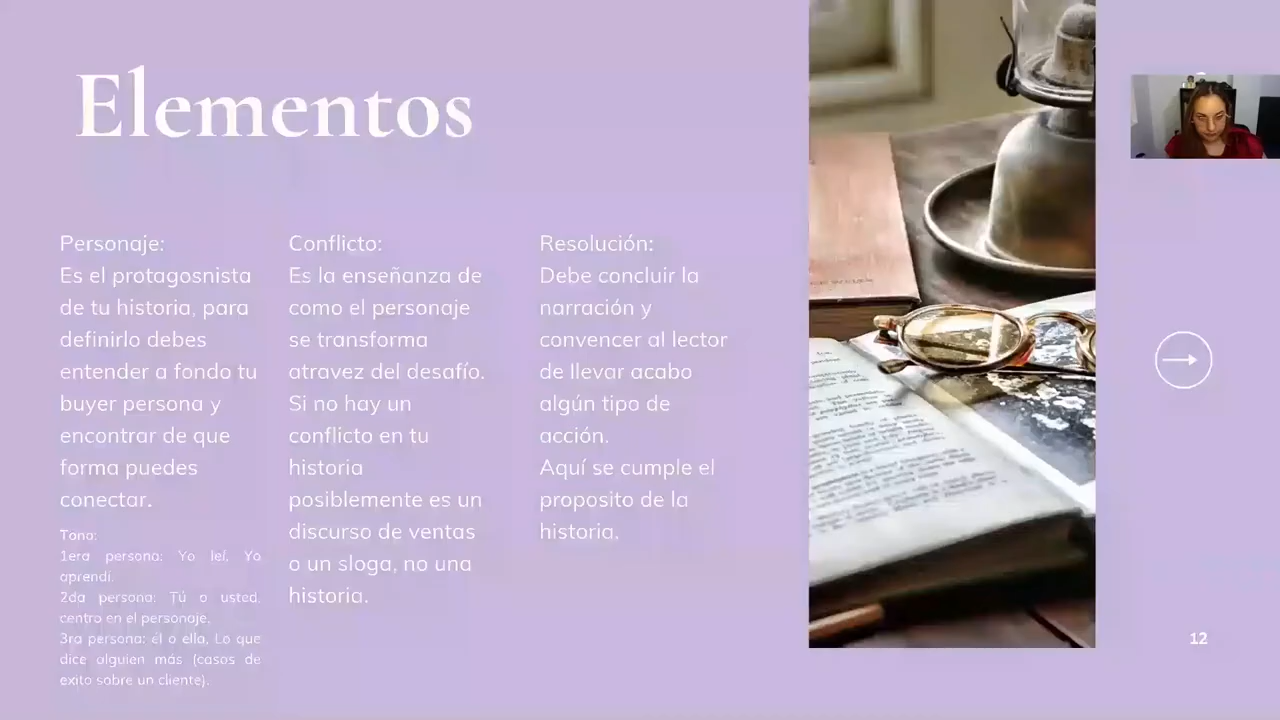 Elementos
Personaje:
Es el protagosnista
de tu historia, para
definirlo debes
entender a fondo tu
buyer persona y
encontrar de que
forma puedes
conectar.
Tono:
1era persona: Yo leí, Yo
aprendi.
2da persona: Tú o usted,
centro en el personaje.
3ra persona: él o ella, Lo que
dice alguien más (casos de
exito sobre un cliente).
Conflicto:
Es la enseñanza de
como el personaje
se transforma
atravez del desafío.
Si no hay un
conflicto en tu
historia
posiblemente es un
discurso de ventas
o un sloga, no una
historia.
Resolución:
Debe concluir la
narración y
convencer al lector
de llevar acabo
algún tipo de
acción.
Aquí se cumple el
proposito de la
historia.
12